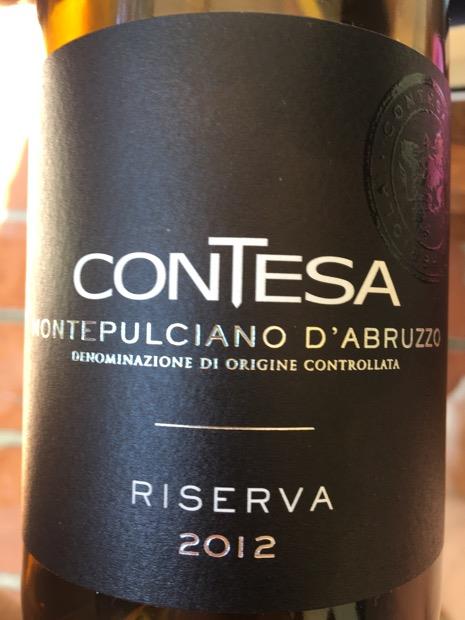 CONTESA
MONTEPULCIANO D'ABRUZZO
DENOMINAZIONE DI ORIGINE CONTROLLATA
RISERVA
2012